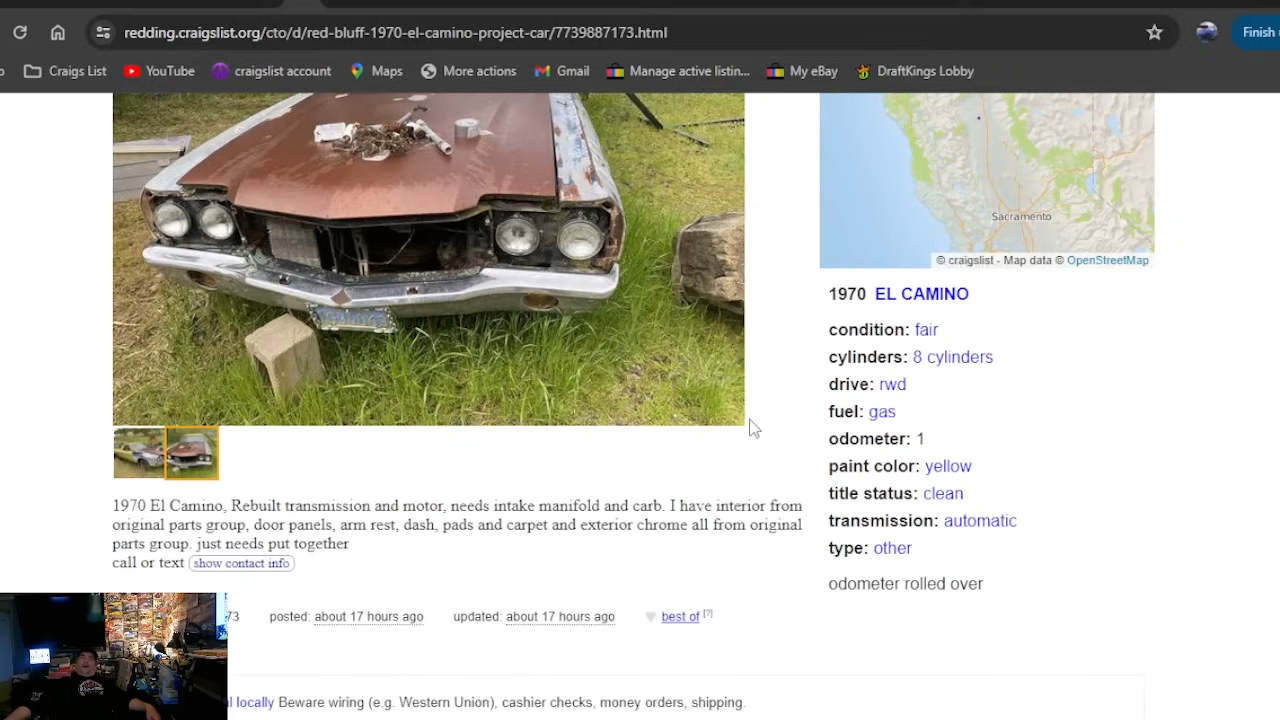 redding.craigslist.org/cto/d/red-bluff-1970-el-camino-project-car/7739887173.html
Finish
Craigs List
YouTube
craigslist account
Maps
More actions
Gmail
Manage active listin...
My eBay
DraftKings Lobby
Sacramento
© craigslist - Map data © OpenStreetMap
1970 EL CAMINO
condition: fair
cylinders: 8 cylinders
drive: rwd
fuel: gas
odometer: 1
paint color: yellow
title status: clean
transmission: automatic
type: other
odometer rolled over
1970 El Camino, Rebuilt transmission and motor, needs intake manifold and carb. I have interior from
original parts group, door panels, arm rest, dash, pads and carpet and exterior chrome all from original
parts group. just needs put together
call or text show contact info
73 posted: about 17 hours ago updated: about 17 hours ago best of [?]
l locally Beware wiring (e.g. Western Union), cashier checks, money orders, shipping.